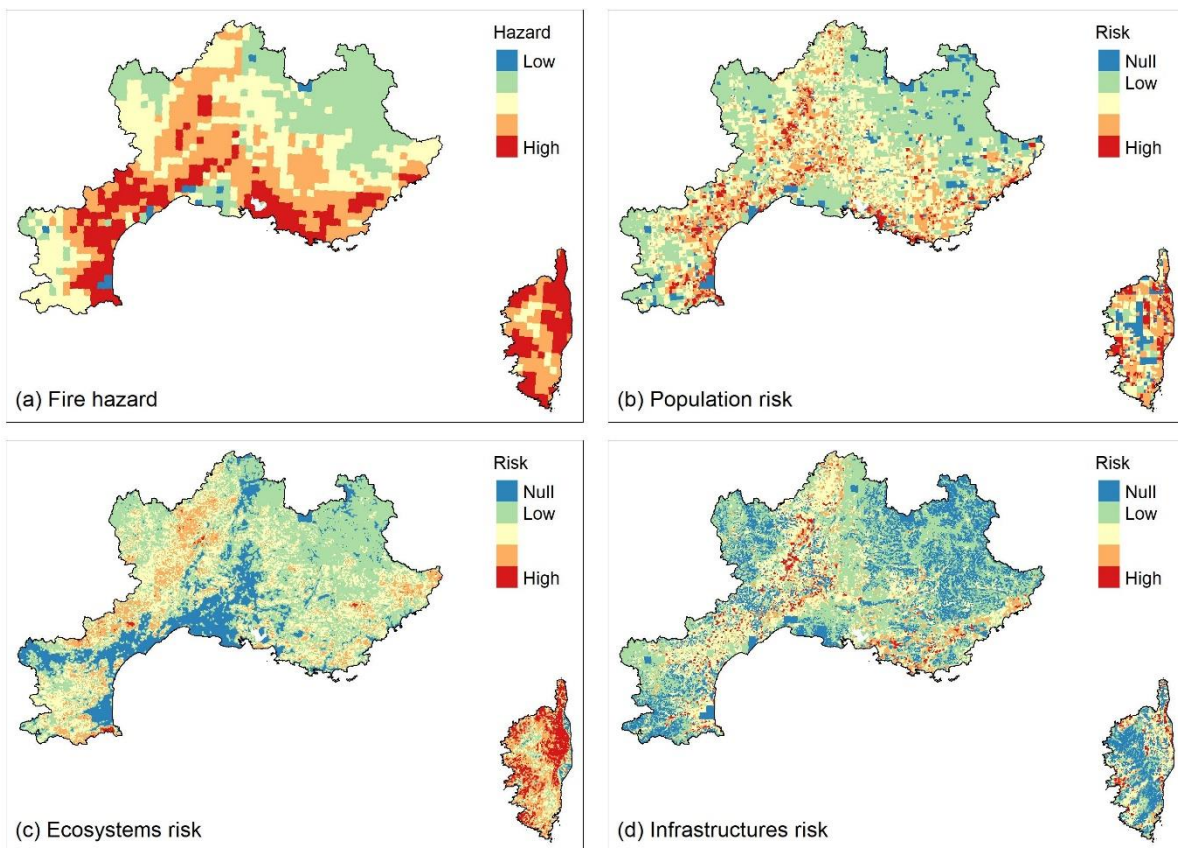 Hazard
Low
High
(a) Fire hazard
Risk
Null
Low
High
(b) Population risk
Risk
Null
Low
High
(c) Ecosystems risk
Risk
Null
Low
High
(d) Infrastructures risk